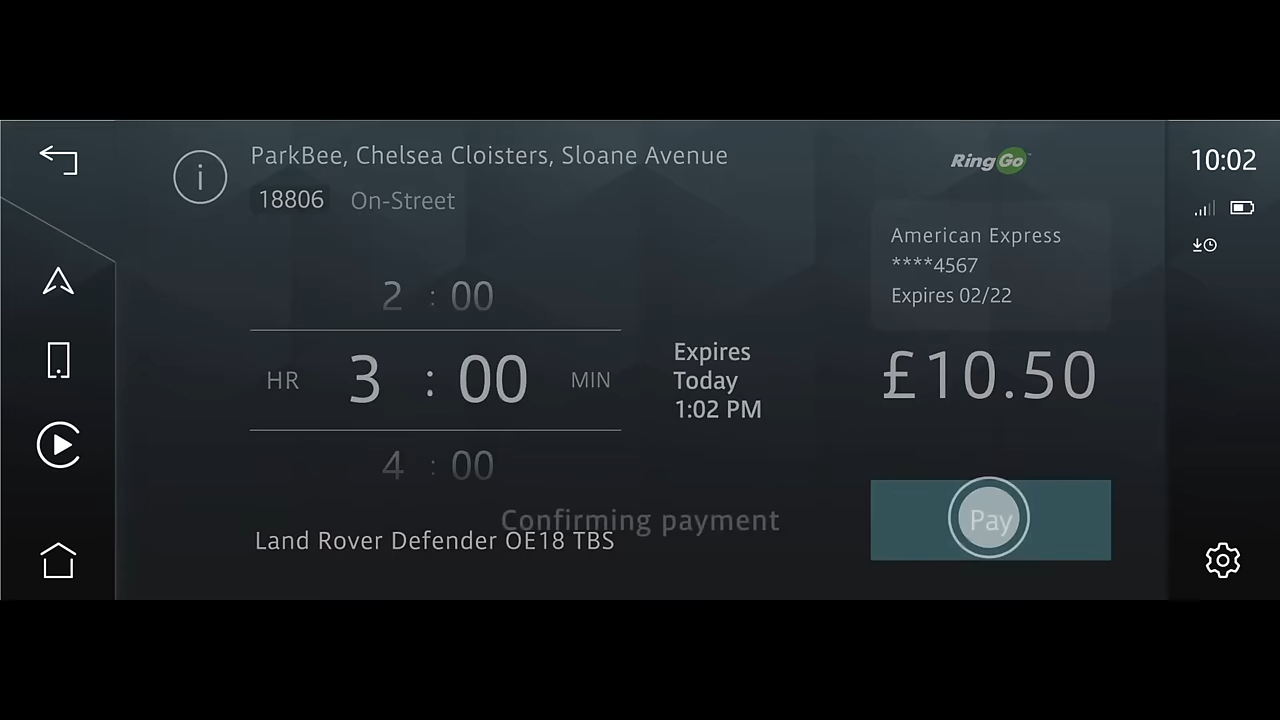 ParkBee, Chelsea Cloisters, Sloane Avenue
18806 On-Street
RingGo
10:02
American Express
****4567
Expires 02/22
2 : 00
HR 3 : 00 MIN
4 : 00
Expires
Today
1:02 PM
£10.50
Confirming payment
Land Rover Defender OE18 TBS
Pay